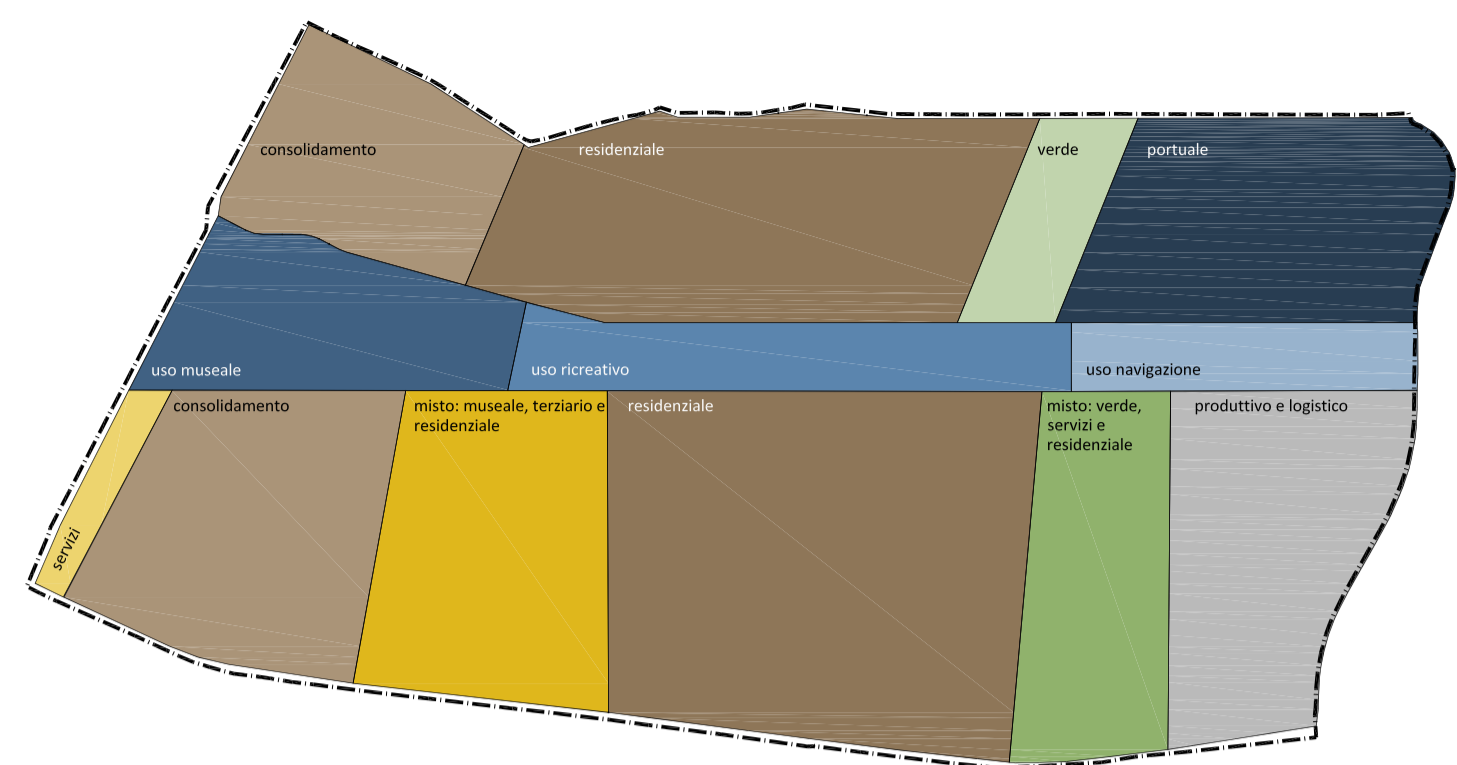 consolidamento
residenziale
verde
portuale
uso museale
uso ricreativo
uso navigazione
servizi
consolidamento
misto: museale, terziario e
residenziale
residenziale
misto: verde,
servizi e
residenziale
produttivo e logistico